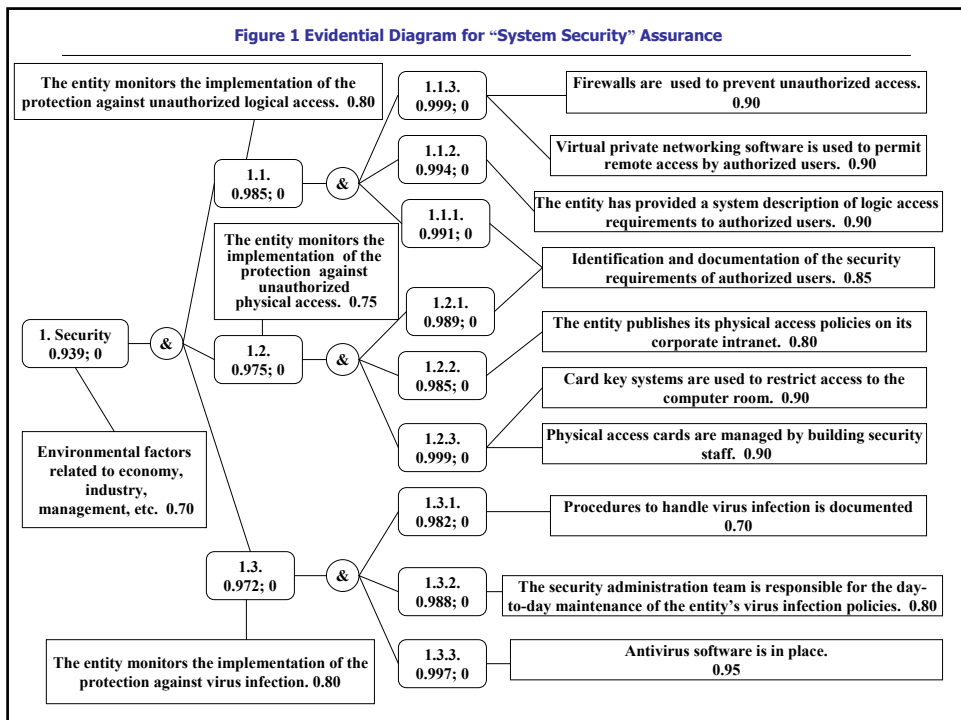 Figure 1 Evidential Diagram for “System Security” Assurance
The entity monitors the implementation of the
protection against unauthorized logical access. 0.80
1.1.3.
0.999; 0
Firewalls are used to prevent unauthorized access.
0.90
1.1.2.
0.994; 0
Virtual private networking software is used to permit
remote access by authorized users. 0.90
1.1.
0.985; 0
&
The entity has provided a system description of logic access
requirements to authorized users. 0.90
1.1.1.
0.991; 0
The entity monitors the
implementation of the
protection against
unauthorized
physical access. 0.75
Identification and documentation of the security
requirements of authorized users. 0.85
1.2.1.
0.989; 0
1. Security
0.939; 0
&
1.2.
0.975; 0
&
The entity publishes its physical access policies on its
corporate intranet. 0.80
1.2.2.
0.985; 0
Card key systems are used to restrict access to the
computer room. 0.90
1.2.3.
0.999; 0
Physical access cards are managed by building security
staff. 0.90
Environmental factors
related to economy,
industry,
management, etc. 0.70
1.3.1.
0.982; 0
Procedures to handle virus infection is documented
0.70
1.3.
0.972; 0
&
1.3.2.
0.988; 0
The security administration team is responsible for the day-
to-day maintenance of the entity’s virus infection policies. 0.80
The entity monitors the implementation of the
protection against virus infection. 0.80
1.3.3.
0.997; 0
Antivirus software is in place.
0.95